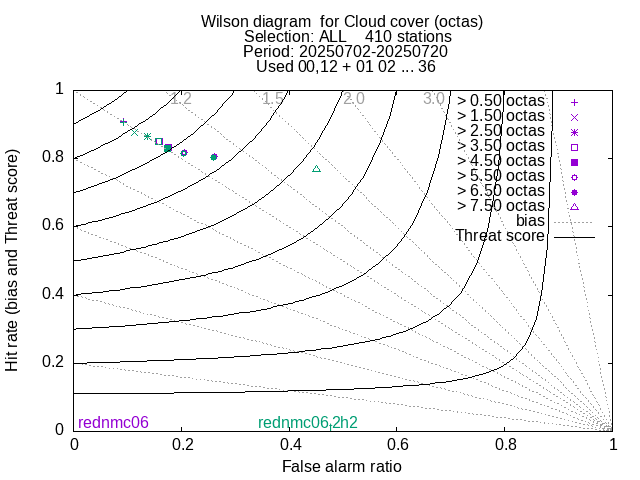 Wilson diagram  for Cloud cover (octas)
Selection: ALL    410 stations
Period: 20250702-20250720
Used 00,12 + 01 02 ... 36
1.2 1.5 2.0 3.0
> 0.50 octas
> 1.50 octas
> 2.50 octas
> 3.50 octas
> 4.50 octas
> 5.50 octas
> 6.50 octas
> 7.50 octas
bias
Threat score
Hit rate (bias and Threat score)
1
0.8
0.6
0.4
0.2
0
rednmc06 rednmc06,2h2
0 0.2 0.4 0.6 0.8 1
False alarm ratio